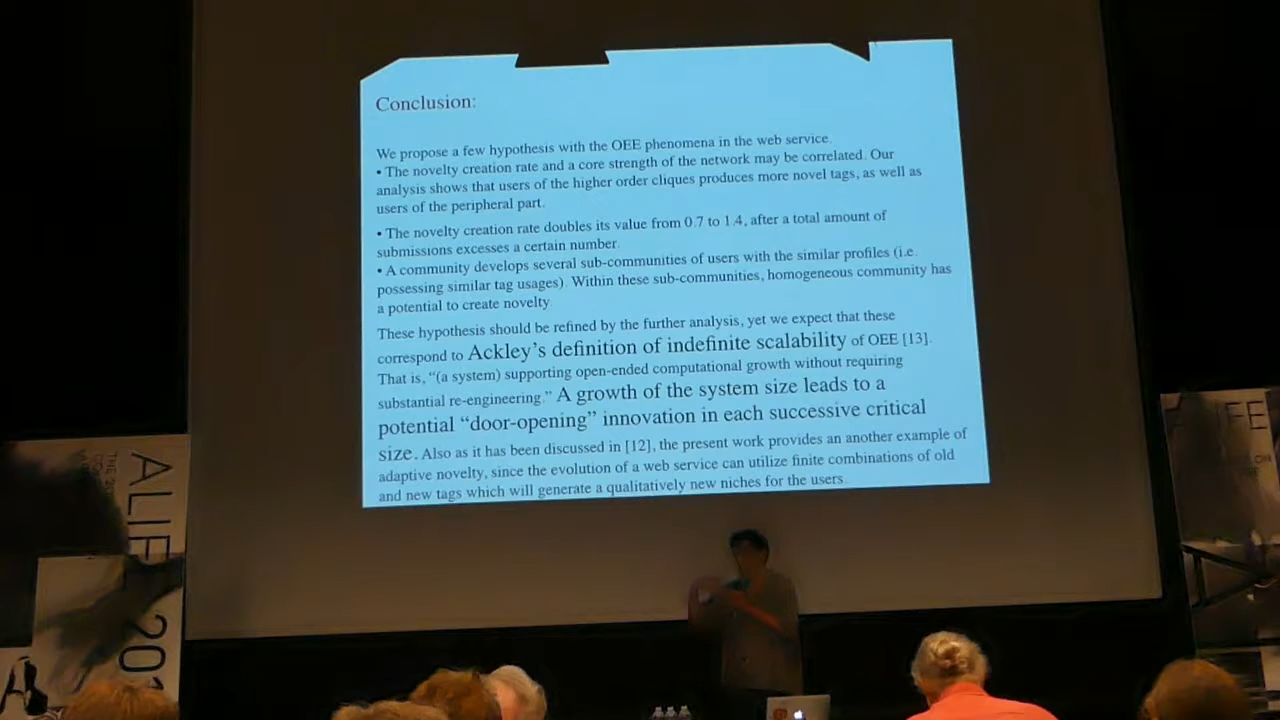 Conclusion:
We propose a few hypothesis with the OEE phenomena in the web service.
• The novelty creation rate and a core strength of the network may be correlated. Our
analysis shows that users of the higher order cliques produces more novel tags, as well as
users of the peripheral part.
• The novelty creation rate doubles its value from 0.7 to 1.4, after a total amount of
submissions excesses a certain number.
• A community develops several sub-communities of users with the similar profiles (i.e.
possessing similar tag usages). Within these sub-communities, homogeneous community has
a potential to create novelty.
These hypothesis should be refined by the further analysis, yet we expect that these
correspond to Ackley's definition of indefinite scalability of OEE [13].
That is, “(a system) supporting open-ended computational growth without requiring
substantial re-engineering.” A growth of the system size leads to a
potential “door-opening” innovation in each successive critical
size. Also as it has been discussed in [12], the present work provides an another example of
adaptive novelty, since the evolution of a web service can utilize finite combinations of old
and new tags which will generate a qualitatively new niches for the users.
ALIFE 201
THE 20